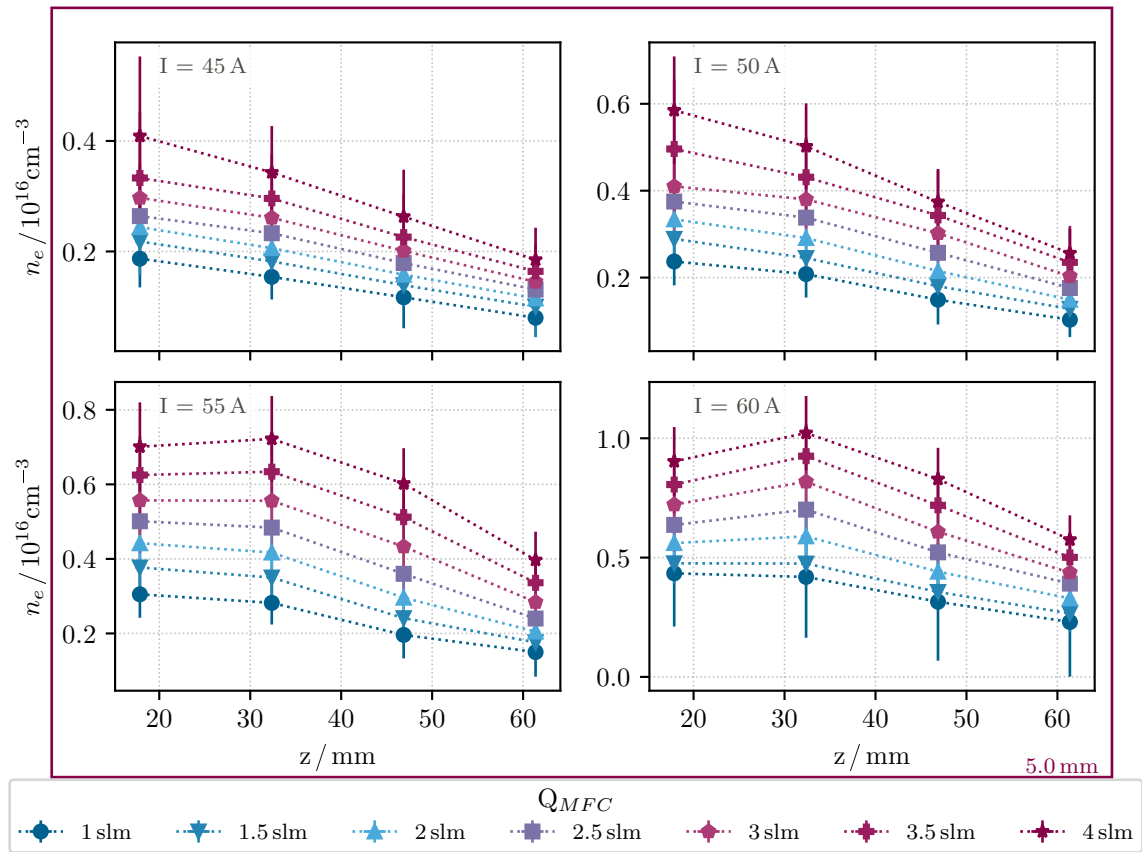 I = 45 A
I = 50 A
0.4
0.2
n_e / 10^16 cm^−3
0.6
0.4
0.2
I = 55 A
I = 60 A
0.8
0.6
0.4
0.2
n_e / 10^16 cm^−3
1.0
0.5
0.0
20 30 40 50 60
20 30 40 50 60
z / mm
z / mm
5.0 mm
Q_MFC
1 slm 1.5 slm 2 slm 2.5 slm 3 slm 3.5 slm 4 slm